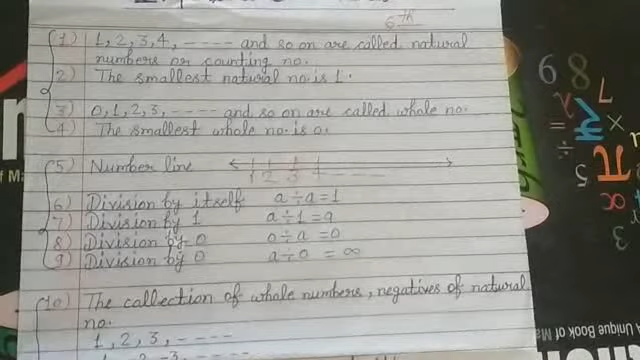 6th
1) 1, 2, 3, 4, ---- and so on are called natural
numbers or counting no.
2) The smallest natural no. is 1.
3) 0, 1, 2, 3, ---- and so on are called whole no.
4) The smallest whole no. is 0.
5) Number line 1 2 3 4 -----
6) Division by itself a ÷ a = 1
7) Division by 1 a ÷ 1 = a
8) Division by 0 0 ÷ a = 0
9) Division by 0 a ÷ 0 = ∞
10) The callection of whole numbers, negatives of natural
no.
1, 2, 3, ----
A Unique Book of Ma